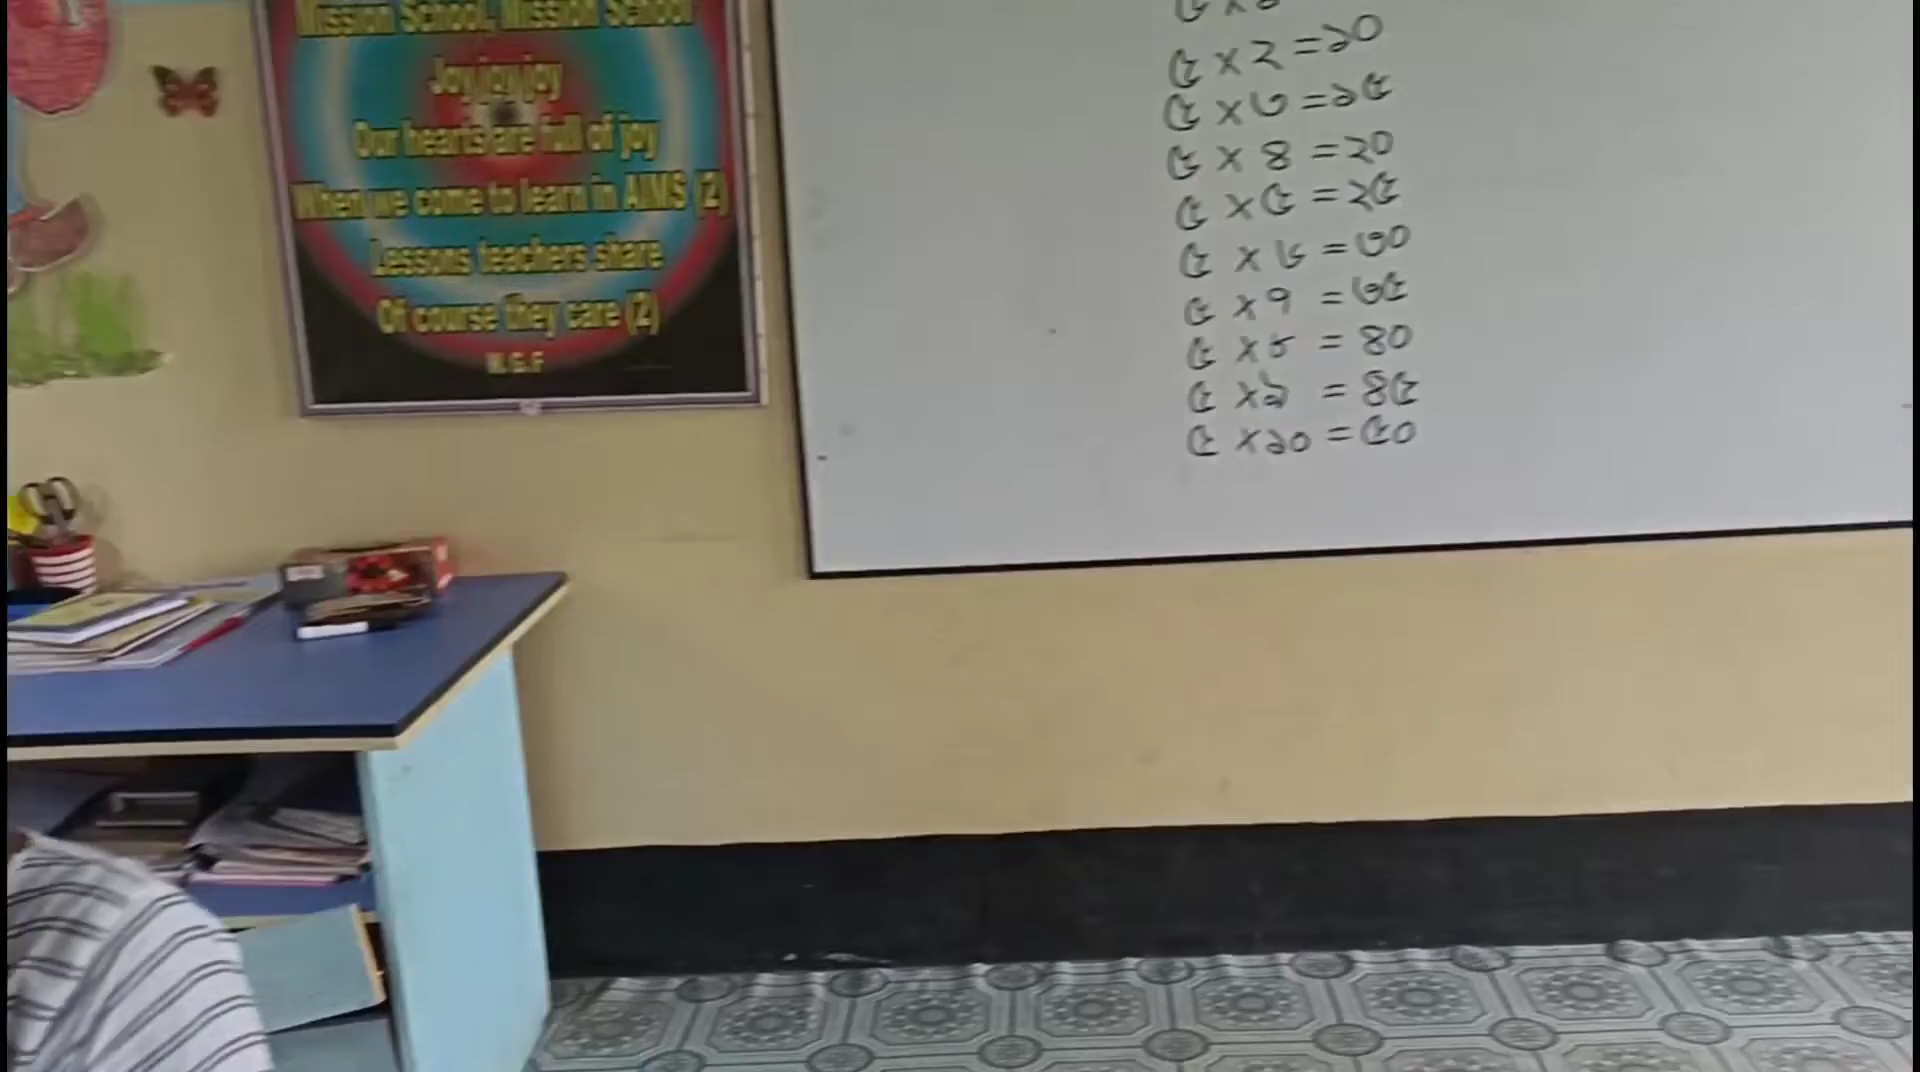 Mission School, Mission School
Joy joy joy
Our hearts are full of joy
When we come to learn in AIMS (2)
Lessons teachers share
Of course they care (2)
৫ × ২ = ১০
৫ × ৩ = ১৫
৫ × ৪ = ২০
৫ × ৫ = ২৫
৫ × ৬ = ৩০
৫ × ৭ = ৩৫
৫ × ৮ = ৪০
৫ × ৯ = ৪৫
৫ × ১০ = ৫০